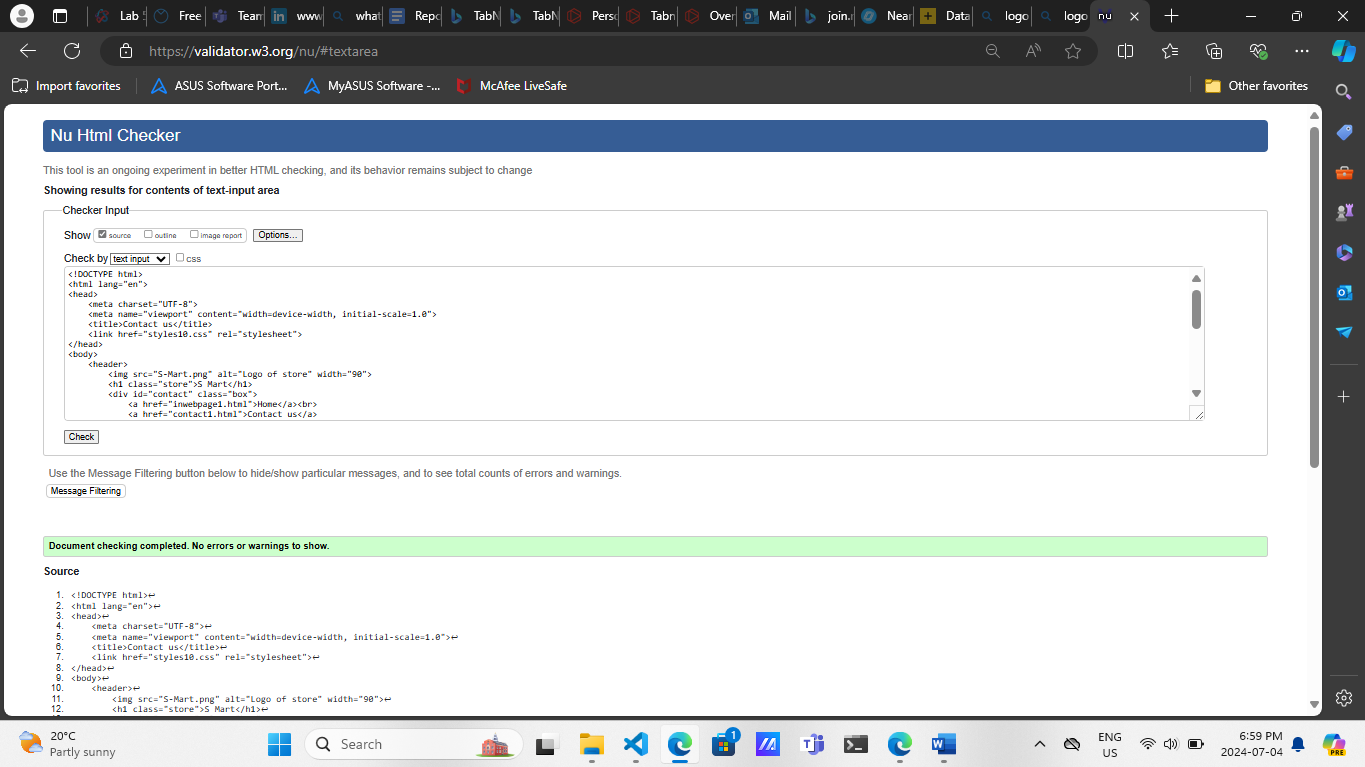 Lab Free Team www what Repo TabN TabN Perso Tabn Over Mail join. Near Data logo logo nu
https://validator.w3.org/nu/#textarea
Import favorites ASUS Software Port... MyASUS Software -... McAfee LiveSafe Other favorites
Nu Html Checker
This tool is an ongoing experiment in better HTML checking, and its behavior remains subject to change
Showing results for contents of text-input area
Checker Input
Show source outline image report Options...
Check by text input css
<!DOCTYPE html>
<html lang="en">
<head>
<meta charset="UTF-8">
<meta name="viewport" content="width=device-width, initial-scale=1.0">
<title>Contact us</title>
<link href="styles10.css" rel="stylesheet">
</head>
<body>
<header>
<img src="S-Mart.png" alt="Logo of store" width="90">
<h1 class="store">S Mart</h1>
<div id="contact" class="box">
<a href="inwebpage1.html">Home</a><br>
<a href="contact1.html">Contact us</a>
Check
Use the Message Filtering button below to hide/show particular messages, and to see total counts of errors and warnings.
Message Filtering
Document checking completed. No errors or warnings to show.
Source
1. <!DOCTYPE html>↩
2. <html lang="en">↩
3. <head>↩
4. <meta charset="UTF-8">↩
5. <meta name="viewport" content="width=device-width, initial-scale=1.0">↩
6. <title>Contact us</title>↩
7. <link href="styles10.css" rel="stylesheet">↩
8. </head>↩
9. <body>↩
10. <header>↩
11. <img src="S-Mart.png" alt="Logo of store" width="90">↩
12. <h1 class="store">S Mart</h1>↩
20°C
Partly sunny
Search
1
ENG
US
6:59 PM
2024-07-04
PRE